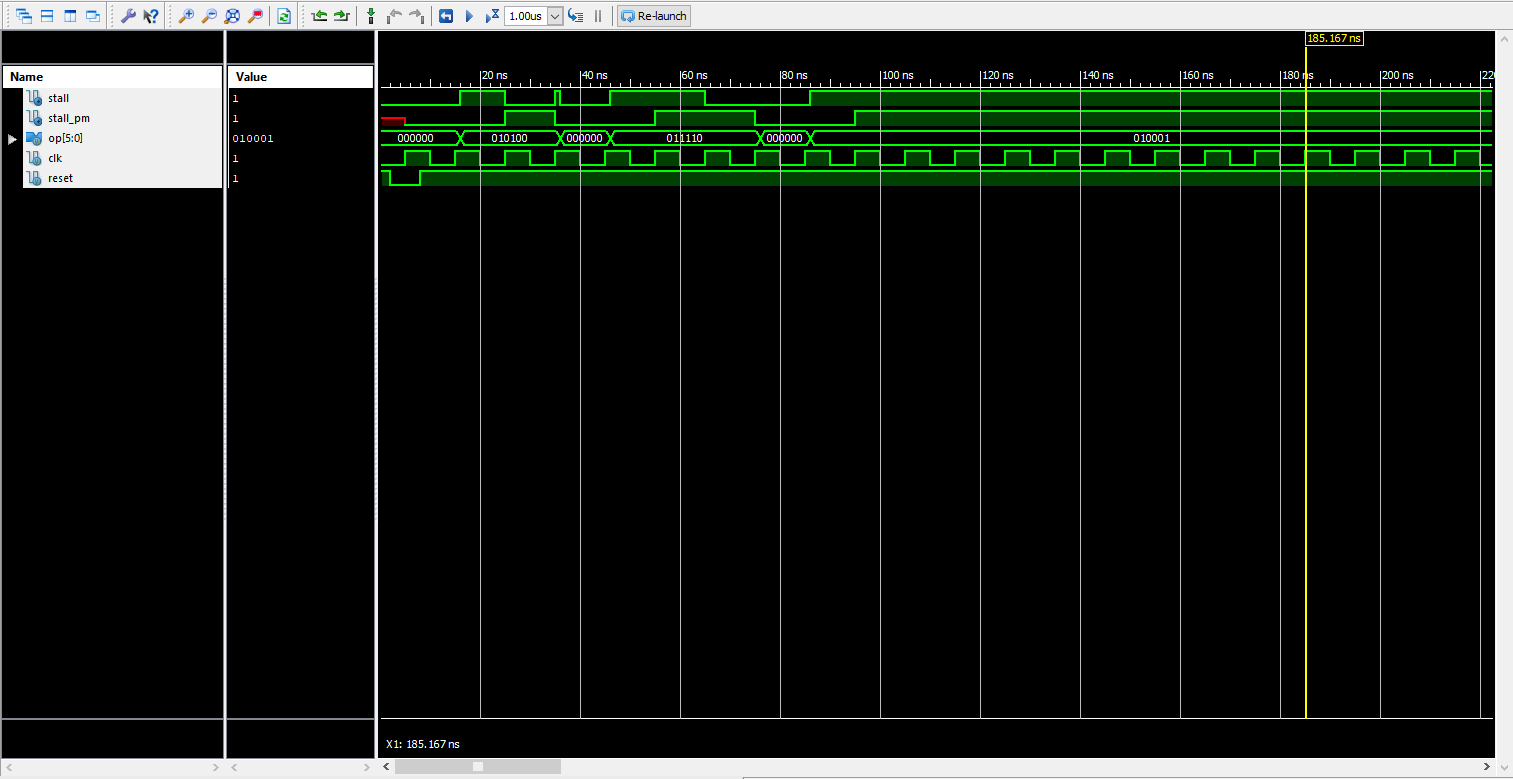 1.00us
Re-launch
185.167 ns
Name
Value
20 ns
40 ns
60 ns
80 ns
100 ns
120 ns
140 ns
160 ns
180 ns
200 ns
22
stall
1
stall_pm
1
op[5:0]
010001
000000
010100
000000
011110
000000
010001
clk
1
reset
1
X1: 185.167 ns